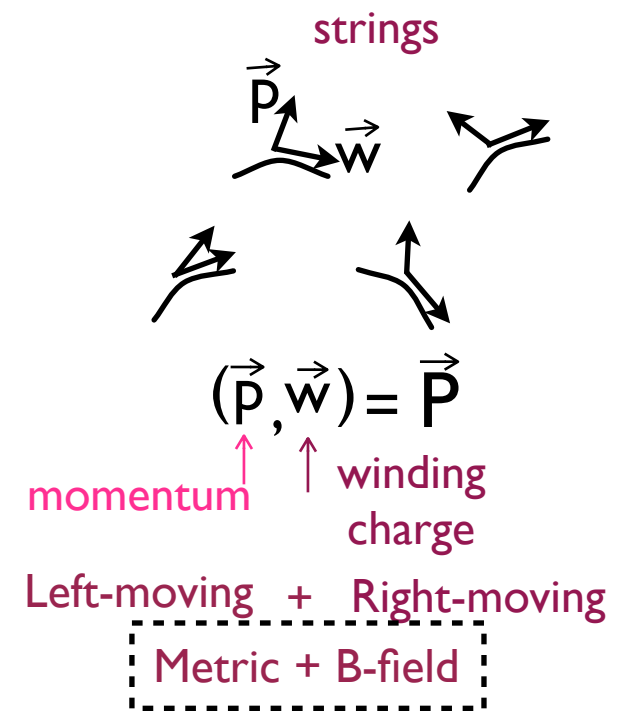 strings
p⃗
w⃗
(p⃗, w⃗) = P⃗
momentum
winding
charge
Left-moving + Right-moving
Metric + B-field